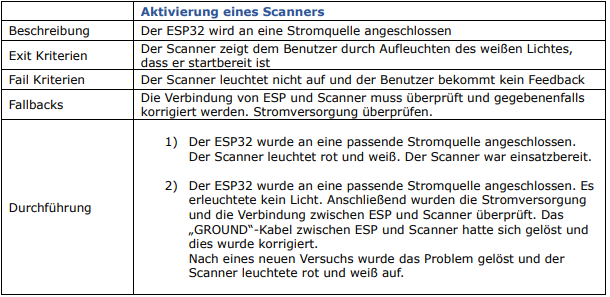 Aktivierung eines Scanners
Beschreibung
Der ESP32 wird an eine Stromquelle angeschlossen
Exit Kriterien
Der Scanner zeigt dem Benutzer durch Aufleuchten des weißen Lichtes,
dass er startbereit ist
Fail Kriterien
Der Scanner leuchtet nicht auf und der Benutzer bekommt kein Feedback
Fallbacks
Die Verbindung von ESP und Scanner muss überprüft und gegebenenfalls
korrigiert werden. Stromversorgung überprüfen.
Durchführung
1) Der ESP32 wurde an eine passende Stromquelle angeschlossen.
Der Scanner leuchtet rot und weiß. Der Scanner war einsatzbereit.
2) Der ESP32 wurde an eine passende Stromquelle angeschlossen. Es
erleuchtete kein Licht. Anschließend wurden die Stromversorgung
und die Verbindung zwischen ESP und Scanner überprüft. Das
„GROUND“-Kabel zwischen ESP und Scanner hatte sich gelöst und
dies wurde korrigiert.
Nach eines neuen Versuchs wurde das Problem gelöst und der
Scanner leuchtete rot und weiß auf.